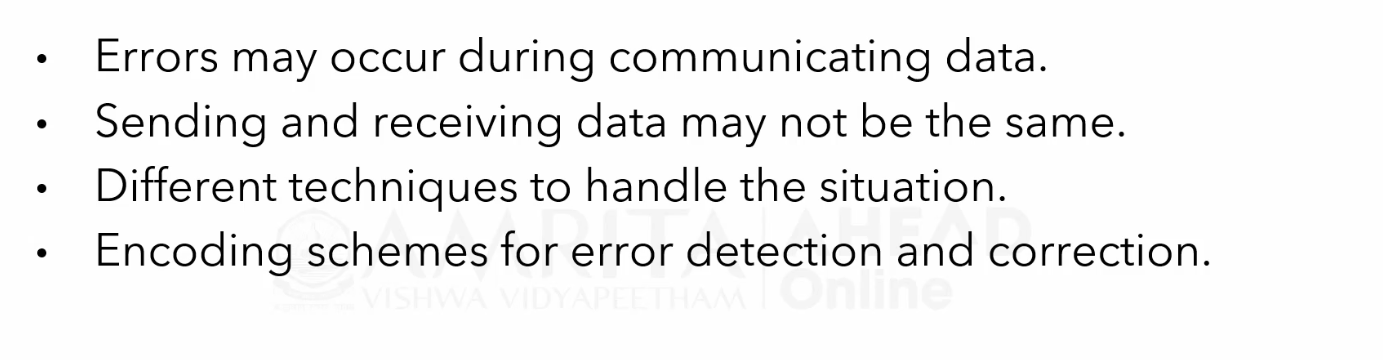 • Errors may occur during communicating data.
• Sending and receiving data may not be the same.
• Different techniques to handle the situation.
• Encoding schemes for error detection and correction.
AMRITA AHEAD
VISHWA VIDYAPEETHAM Online